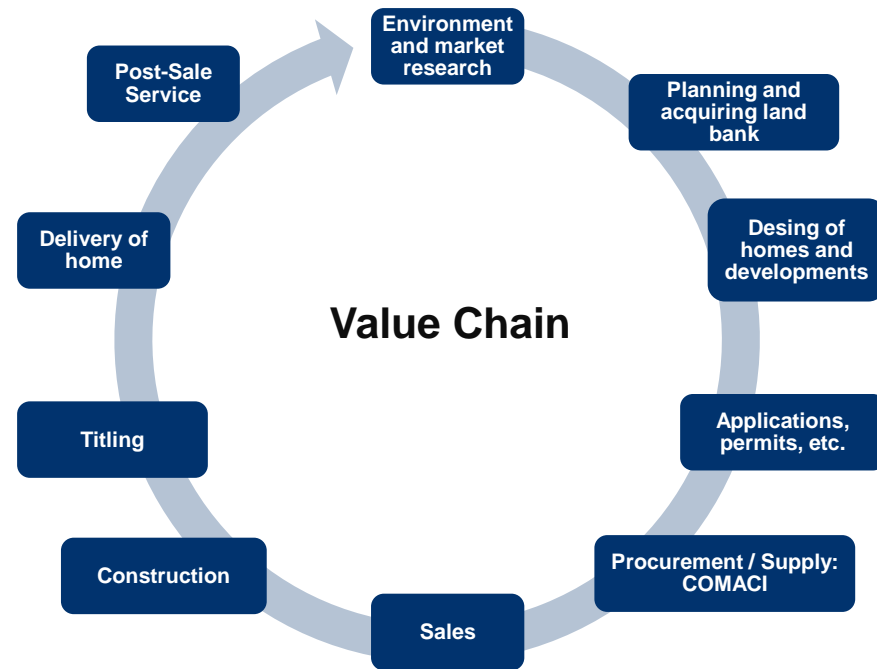 Environment
and market
research
Planning and
acquiring land
bank
Desing of
homes and
developments
Applications,
permits, etc.
Procurement / Supply:
COMACI
Sales
Construction
Titling
Delivery of
home
Post-Sale
Service
Value Chain